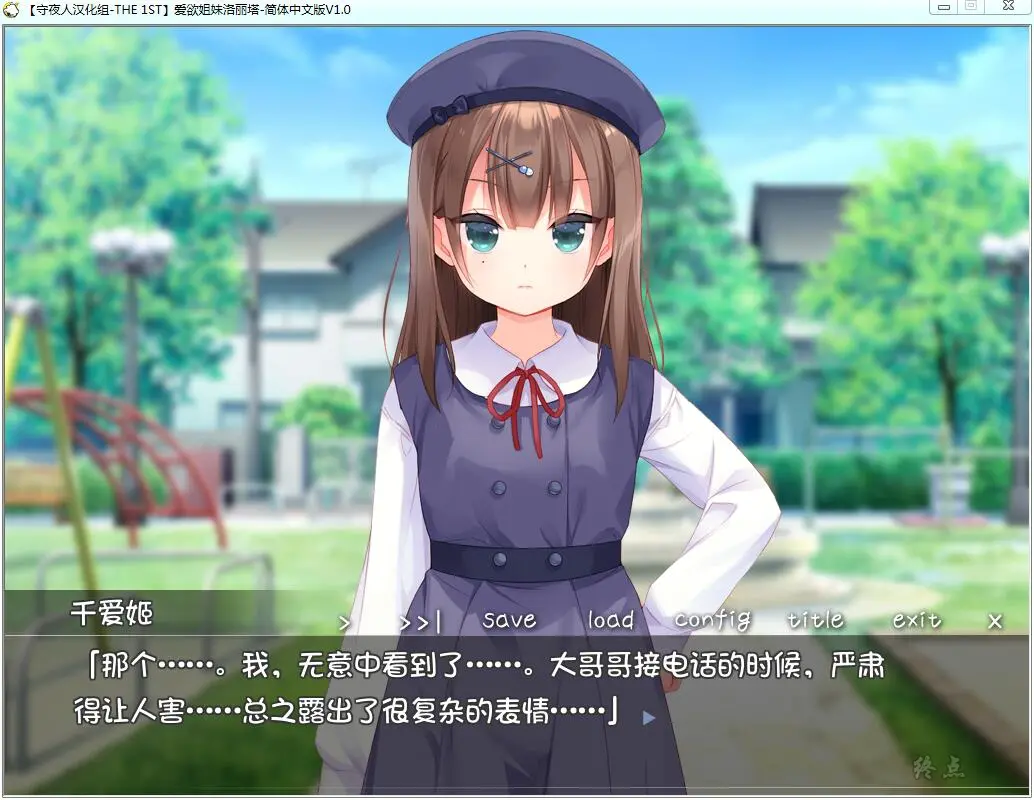 【守夜人汉化组-THE 1ST】爱欲姐妹洛丽塔-简体中文版V1.0
千爱姬
> >>| save load config title exit x
「那个……。我，无意中看到了……。大哥哥接电话的时候，严肃
得让人害……总之露出了很复杂的表情……」
终点